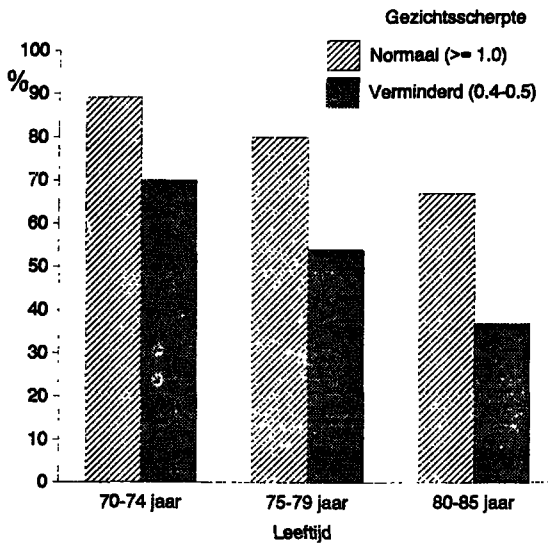 Gezichtsscherpte
Normaal (>= 1.0)
Verminderd (0.4-0.5)
%
100
90
80
70
60
50
40
30
20
10
0
70-74 jaar
75-79 jaar
80-85 jaar
Leeftijd